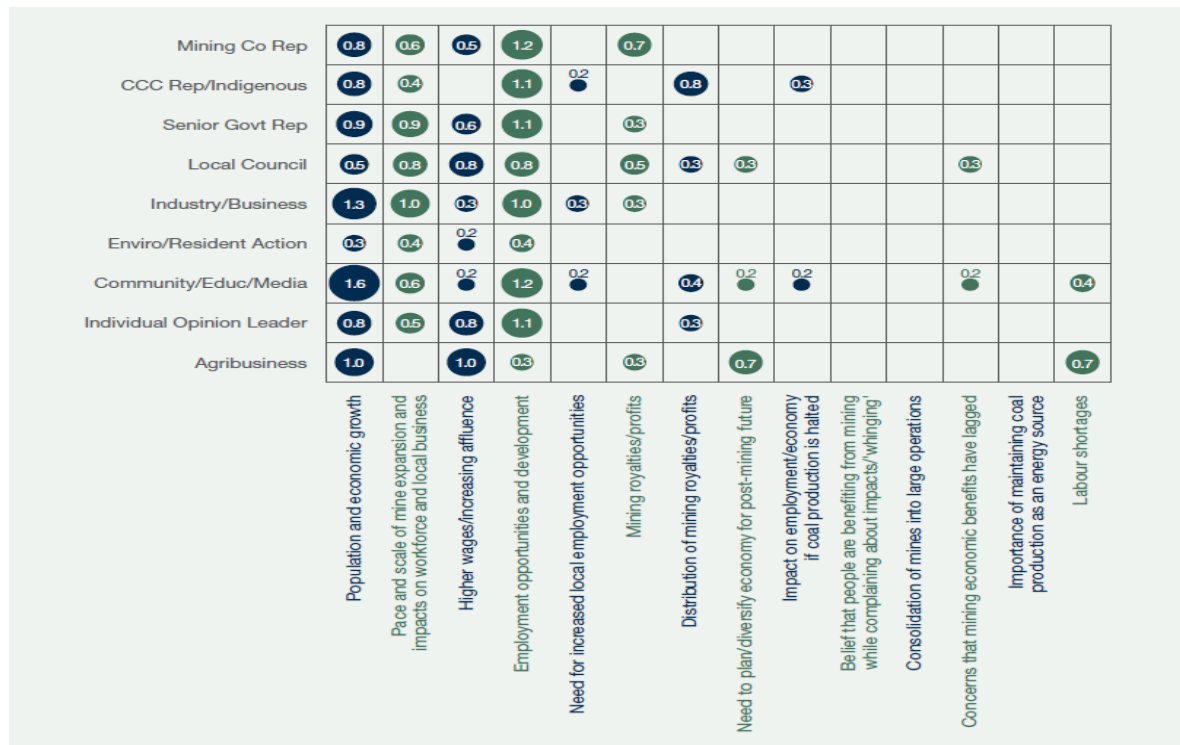 Mining Co Rep 0.8 0.6 0.5 1.2 0.7
CCC Rep/Indigenous 0.8 0.4 1.1 0.2 0.8 0.3
Senior Govt Rep 0.9 0.9 0.6 1.1 0.3
Local Council 0.5 0.8 0.8 0.8 0.5 0.3 0.3 0.3
Industry/Business 1.3 1.0 0.3 1.0 0.3 0.3
Enviro/Resident Action 0.3 0.4 0.2 0.4
Community/Educ/Media 1.6 0.6 0.2 1.2 0.2 0.4 0.2 0.2 0.2 0.4
Individual Opinion Leader 0.8 0.5 0.8 1.1 0.3
Agribusiness 1.0 1.0 0.3 0.3 0.7 0.7
Population and economic growth
Pace and scale of mine expansion and
impacts on workforce and local business
Higher wages/increasing affluence
Employment opportunities and development
Need for increased local employment opportunities
Mining royalties/profits
Distribution of mining royalties/profits
Need to plan/diversify economy for post-mining future
Impact on employment/economy
if coal production is halted
Belief that people are benefiting from mining
while complaining about impacts/'whinging'
Consolidation of mines into large operations
Concerns that mining economic benefits have lagged
Importance of maintaining coal
production as an energy source
Labour shortages